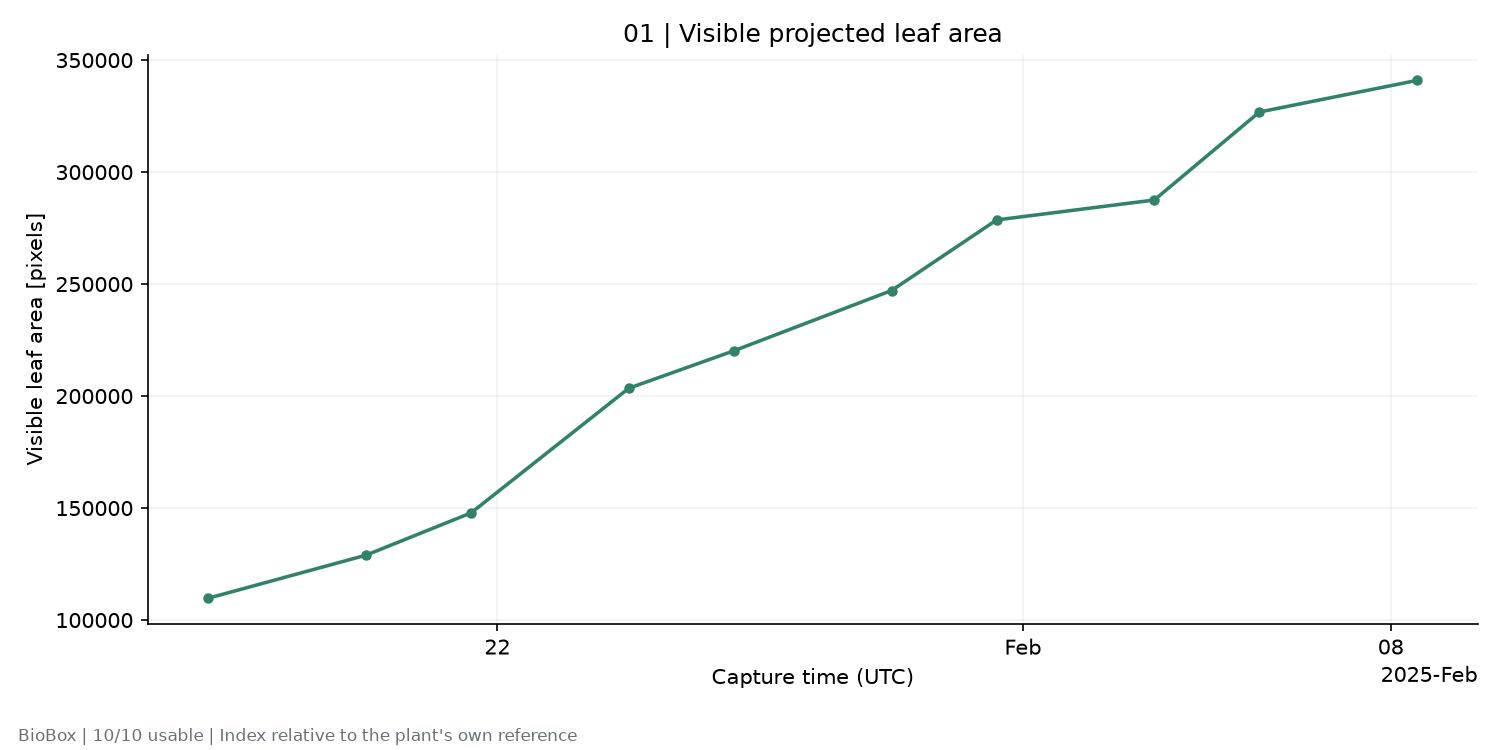 01 | Visible projected leaf area
350000
300000
250000
200000
150000
100000
Visible leaf area [pixels]
22
Feb
08
2025-Feb
Capture time (UTC)
BioBox | 10/10 usable | Index relative to the plant's own reference